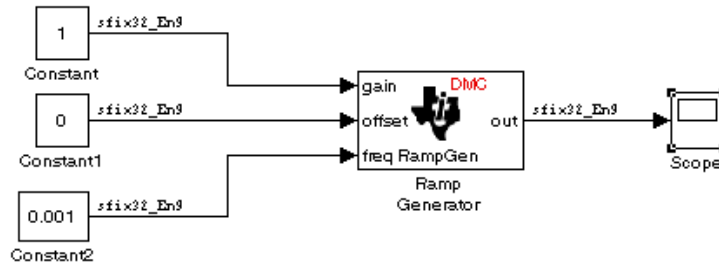 1
sfix32_En9
Constant
0
sfix32_En9
Constant1
0.001
sfix32_En9
Constant2
DMC
gain
offset
out
freq RampGen
Ramp
Generator
sfix32_En9
Scope